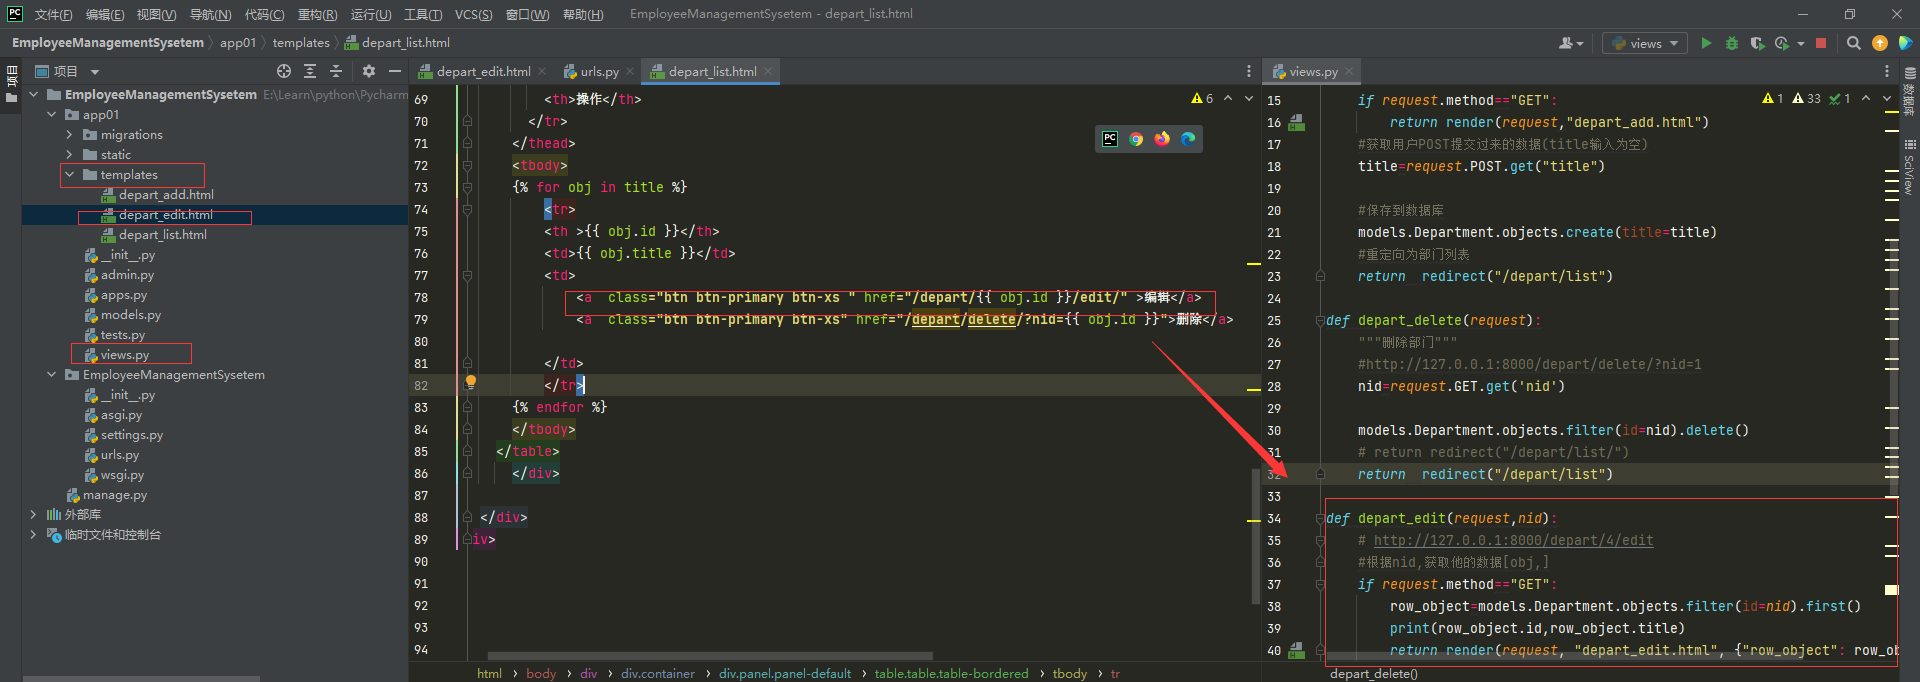 PC 文件(F) 编辑(E) 视图(V) 导航(N) 代码(C) 重构(R) 运行(U) 工具(T) VCS(S) 窗口(W) 帮助(H) EmployeeManagementSysetem - depart_list.html
EmployeeManagementSysetem app01 templates depart_list.html views
项目
EmployeeManagementSysetem E:\Learn\python\Pycharm
app01
migrations
static
templates
depart_add.html
depart_edit.html
depart_list.html
__init__.py
admin.py
apps.py
models.py
tests.py
views.py
EmployeeManagementSysetem
__init__.py
asgi.py
settings.py
urls.py
wsgi.py
manage.py
外部库
临时文件和控制台
项目
depart_edit.html urls.py depart_list.html
6
PC
69 <th>操作</th>
70 </tr>
71 </thead>
72 <tbody>
73 {% for obj in title %}
74 <tr>
75 <th >{{ obj.id }}</th>
76 <td>{{ obj.title }}</td>
77 <td>
78 <a  class="btn btn-primary btn-xs " href="/depart/{{ obj.id }}/edit/" >编辑</a>
79 <a  class="btn btn-primary btn-xs" href="/depart/delete/?nid={{ obj.id }}">删除</a>
80
81 </td>
82 </tr>
83 {% endfor %}
84 </tbody>
85 </table>
86 </div>
87
88 </div>
89 iv>
90
91
92
93
94
html body div div.container div.panel.panel-default table.table.table-bordered tbody tr
views.py
1 33 1
15 if request.method=="GET":
16 return render(request,"depart_add.html")
17 #获取用户POST提交过来的数据(title输入为空)
18 title=request.POST.get("title")
19
20 #保存到数据库
21 models.Department.objects.create(title=title)
22 #重定向为部门列表
23 return  redirect("/depart/list")
24
25 def depart_delete(request):
26 """删除部门"""
27 #http://127.0.0.1:8000/depart/delete/?nid=1
28 nid=request.GET.get('nid')
29
30 models.Department.objects.filter(id=nid).delete()
31 # return redirect("/depart/list/")
32 return  redirect("/depart/list")
33
34 def depart_edit(request,nid):
35 # http://127.0.0.1:8000/depart/4/edit
36 #根据nid,获取他的数据[obj,]
37 if request.method=="GET":
38 row_object=models.Department.objects.filter(id=nid).first()
39 print(row_object.id,row_object.title)
40 return render(request, "depart_edit.html", {"row_object": row_ob
depart_delete()
数据库
SciView